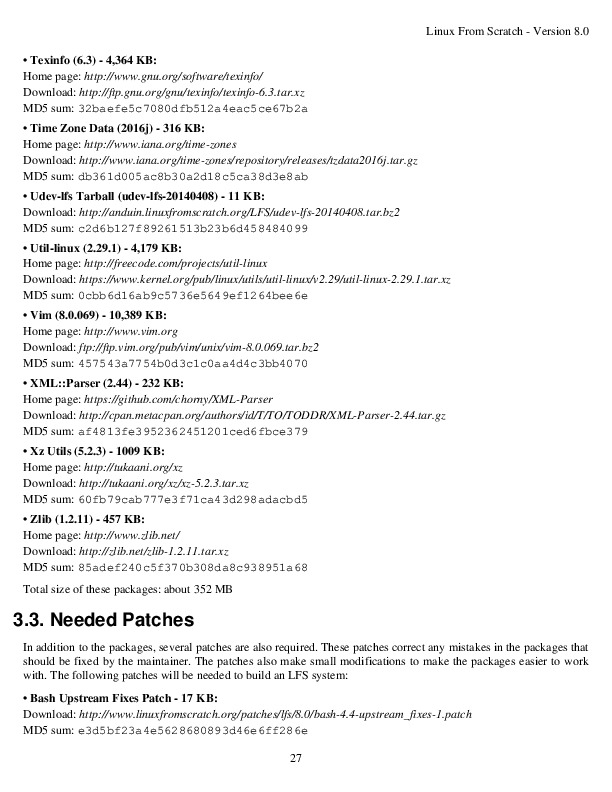 Linux From Scratch - Version 8.0
• Texinfo (6.3) - 4,364 KB:
Home page: http://www.gnu.org/software/texinfo/
Download: http://ftp.gnu.org/gnu/texinfo/texinfo-6.3.tar.xz
MD5 sum: 32baefe5c7080dfb512a4eac5ce67b2a
• Time Zone Data (2016j) - 316 KB:
Home page: http://www.iana.org/time-zones
Download: http://www.iana.org/time-zones/repository/releases/tzdata2016j.tar.gz
MD5 sum: db361d005ac8b30a2d18c5ca38d3e8ab
• Udev-lfs Tarball (udev-lfs-20140408) - 11 KB:
Download: http://anduin.linuxfromscratch.org/LFS/udev-lfs-20140408.tar.bz2
MD5 sum: c2d6b127f89261513b23b6d458484099
• Util-linux (2.29.1) - 4,179 KB:
Home page: http://freecode.com/projects/util-linux
Download: https://www.kernel.org/pub/linux/utils/util-linux/v2.29/util-linux-2.29.1.tar.xz
MD5 sum: 0cbb6d16ab9c5736e5649ef1264bee6e
• Vim (8.0.069) - 10,389 KB:
Home page: http://www.vim.org
Download: ftp://ftp.vim.org/pub/vim/unix/vim-8.0.069.tar.bz2
MD5 sum: 457543a7754b0d3c1c0aa4d4c3bb4070
• XML::Parser (2.44) - 232 KB:
Home page: https://github.com/chorny/XML-Parser
Download: http://cpan.metacpan.org/authors/id/T/TO/TODDR/XML-Parser-2.44.tar.gz
MD5 sum: af4813fe3952362451201ced6fbce379
• Xz Utils (5.2.3) - 1009 KB:
Home page: http://tukaani.org/xz
Download: http://tukaani.org/xz/xz-5.2.3.tar.xz
MD5 sum: 60fb79cab777e3f71ca43d298adacbd5
• Zlib (1.2.11) - 457 KB:
Home page: http://www.zlib.net/
Download: http://zlib.net/zlib-1.2.11.tar.xz
MD5 sum: 85adef240c5f370b308da8c938951a68
Total size of these packages: about 352 MB
3.3. Needed Patches
In addition to the packages, several patches are also required. These patches correct any mistakes in the packages that
should be fixed by the maintainer. The patches also make small modifications to make the packages easier to work
with. The following patches will be needed to build an LFS system:
• Bash Upstream Fixes Patch - 17 KB:
Download: http://www.linuxfromscratch.org/patches/lfs/8.0/bash-4.4-upstream_fixes-1.patch
MD5 sum: e3d5bf23a4e5628680893d46e6ff286e
27